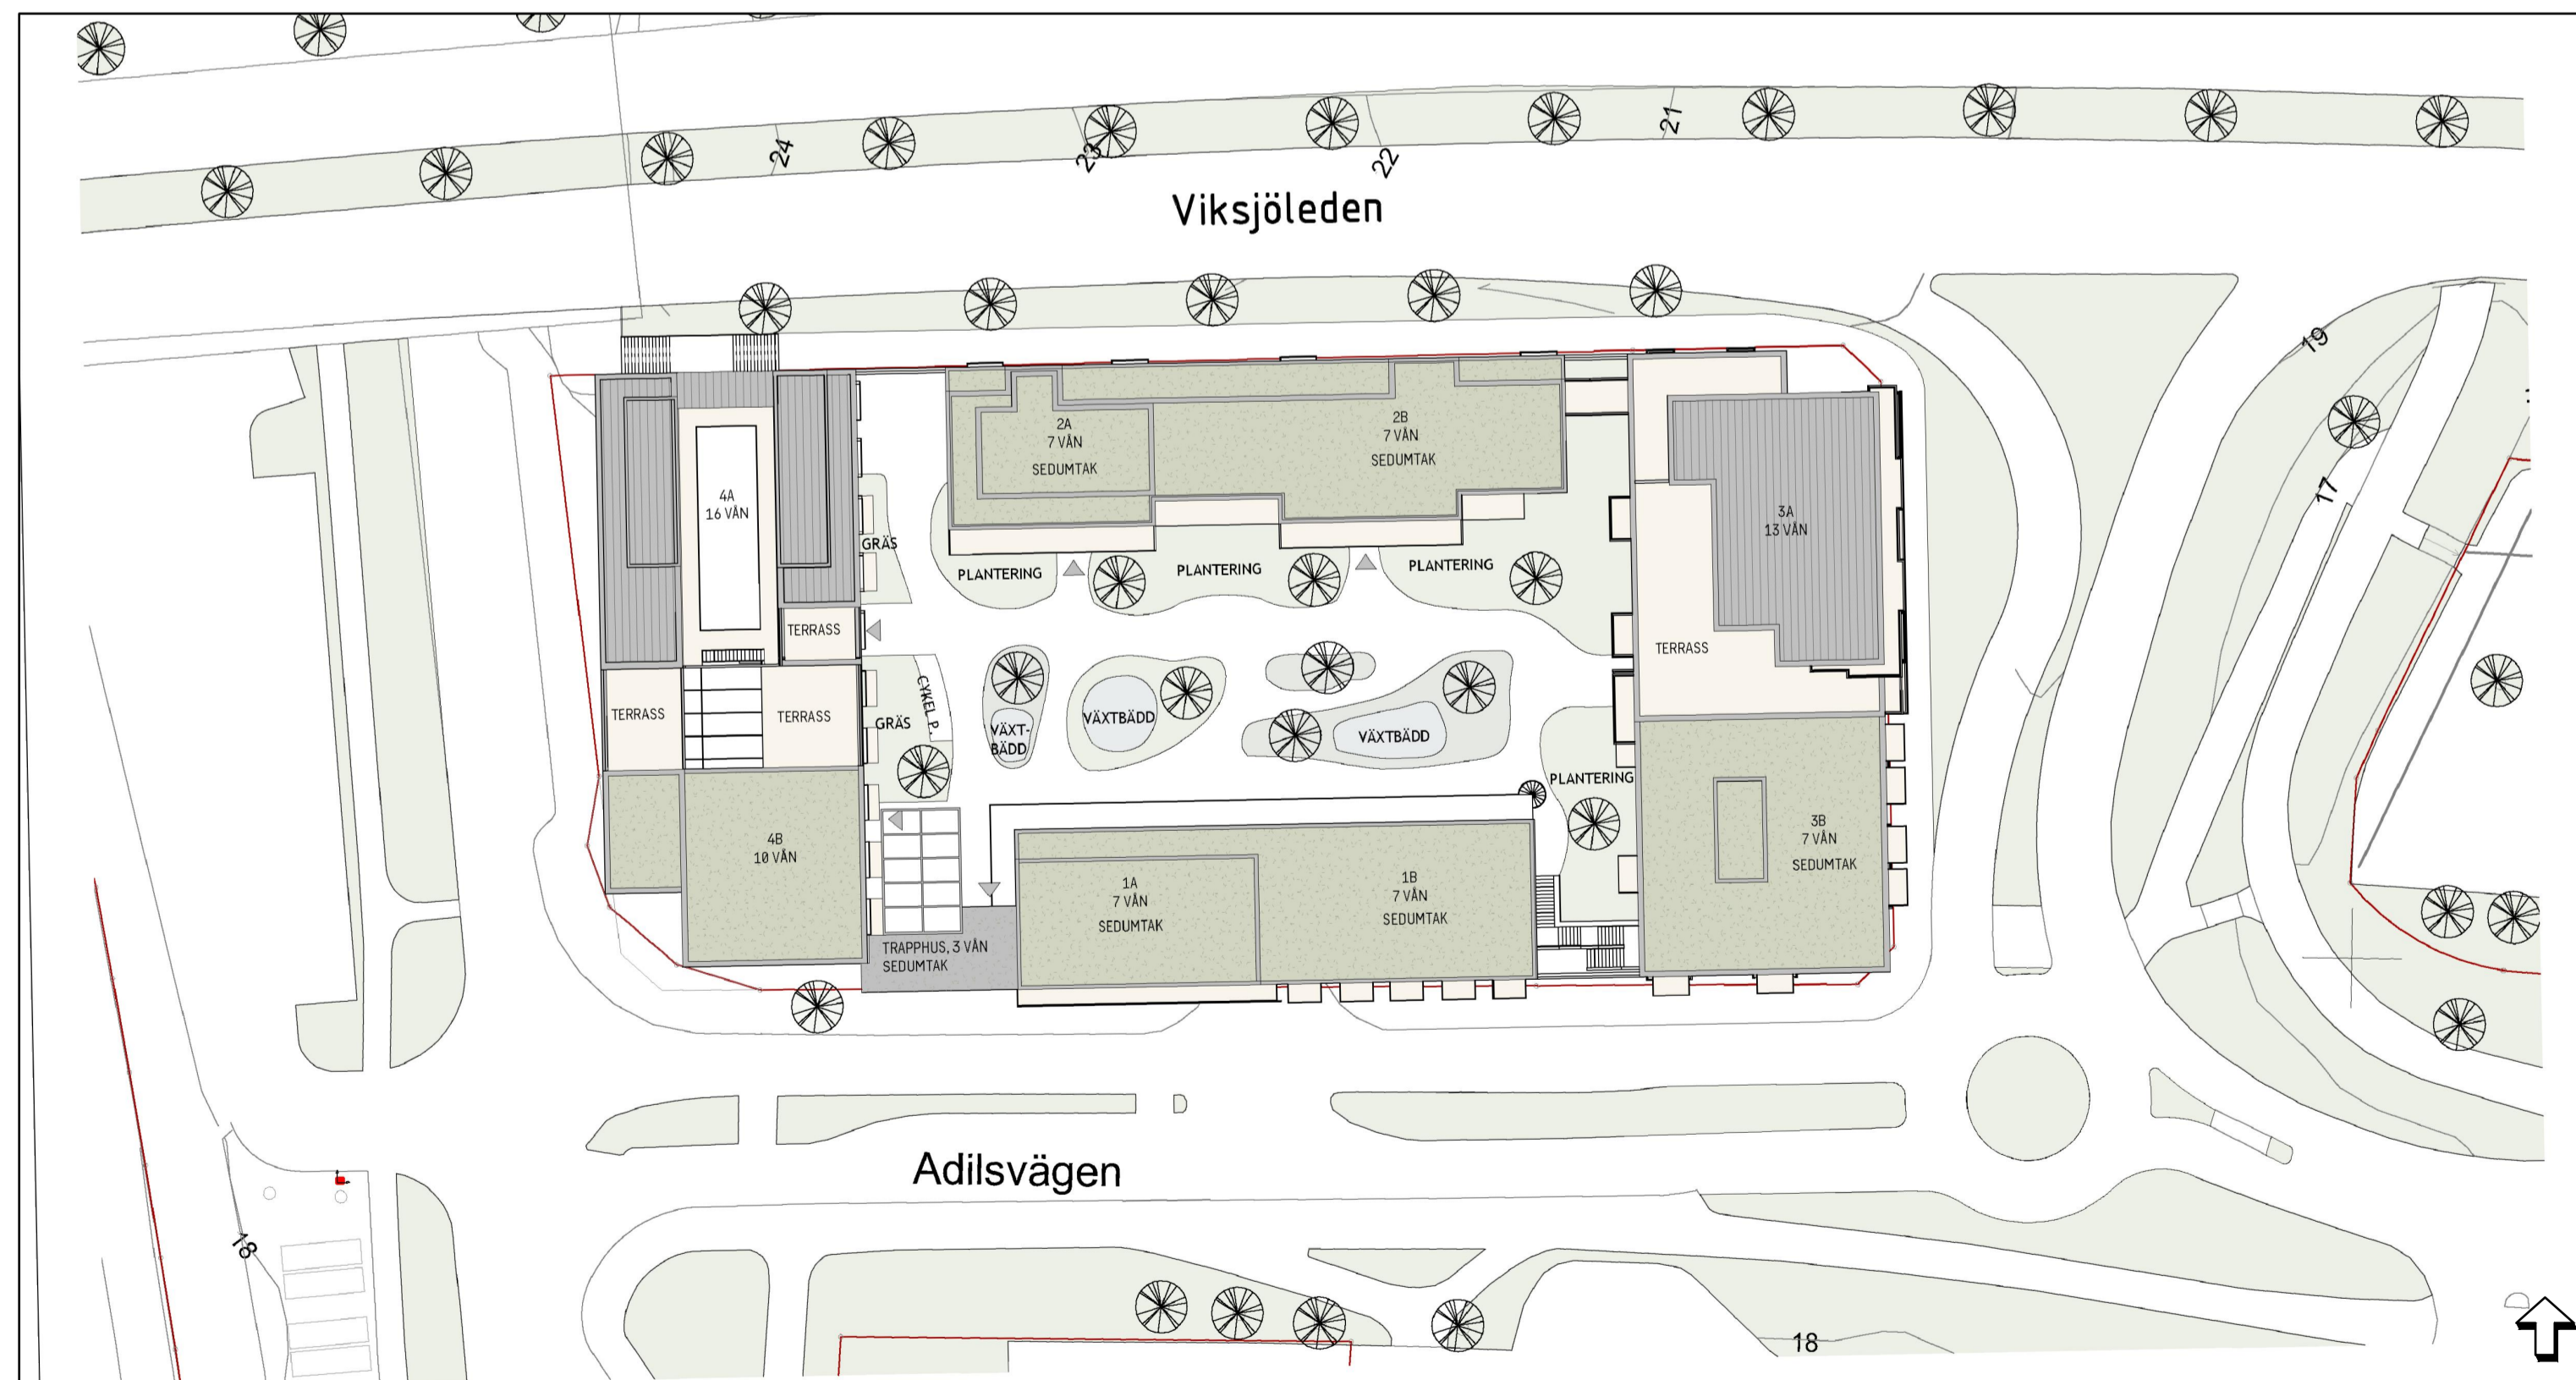 24
23
22
21
Viksjöleden
19
17
2A
7 VÅN
SEDUMTAK
2B
7 VÅN
SEDUMTAK
4A
16 VÅN
3A
13 VÅN
GRÄS
PLANTERING
PLANTERING
PLANTERING
TERRASS
TERRASS
TERRASS
TERRASS
GRÄS
CYKEL P.
VÄXT-
BÄDD
VÄXTBÄDD
VÄXTBÄDD
PLANTERING
4B
10 VÅN
3B
7 VÅN
SEDUMTAK
1A
7 VÅN
SEDUMTAK
1B
7 VÅN
SEDUMTAK
TRAPPHUS, 3 VÅN
SEDUMTAK
Adilsvägen
18
18